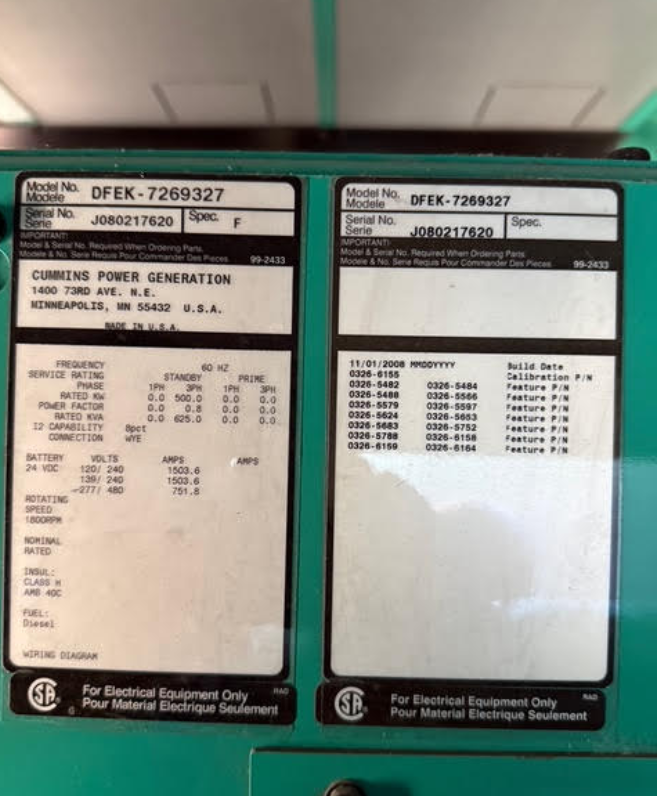 Model No. DFEK-7269327
Modele
Serial No. J080217620 Spec. F
Serie
IMPORTANT!
Model & Serial No. Required When Ordering Parts.
Modele & No. Serie Requis Pour Commander Des Pieces 99-2433
CUMMINS POWER GENERATION
1400 73RD AVE. N.E.
MINNEAPOLIS, MN 55432 U.S.A.
MADE IN U.S.A.
FREQUENCY 60 HZ
SERVICE RATING STANDBY PRIME
PHASE 1PH 3PH 1PH 3PH
RATED KW 0.0 500.0 0.0 0.0
POWER FACTOR 0.0 0.8 0.0 0.0
RATED KVA 0.0 625.0 0.0 0.0
I2 CAPABILITY 8pct
CONNECTION WYE
BATTERY VOLTS AMPS AMPS
24 VDC 120/ 240 1503.6
139/ 240 1503.6
277/ 480 751.8
ROTATING
SPEED
1800RPM
NOMINAL
RATED
INSUL:
CLASS H
AMB 40C
FUEL:
Diesel
WIRING DIAGRAM
SA
For Electrical Equipment Only RAD
Pour Material Electrique Seulement
Model No. DFEK-7269327
Modele
Serial No. J080217620 Spec.
Serie
IMPORTANT!
Model & Serial No. Required When Ordering Parts
Modele & No. Serie Requis Pour Commander Des Pieces 99-2433
11/01/2008 MMDDYYYY Build Date
0326-6155 Calibration P/N
0326-5482 0326-5484 Feature P/N
0326-5488 0326-5566 Feature P/N
0326-5579 0326-5597 Feature P/N
0326-5624 0326-5653 Feature P/N
0326-5683 0326-5752 Feature P/N
0326-5788 0326-6158 Feature P/N
0326-6159 0326-6164 Feature P/N
SA
For Electrical Equipment Only RAD
Pour Material Electrique Seulement